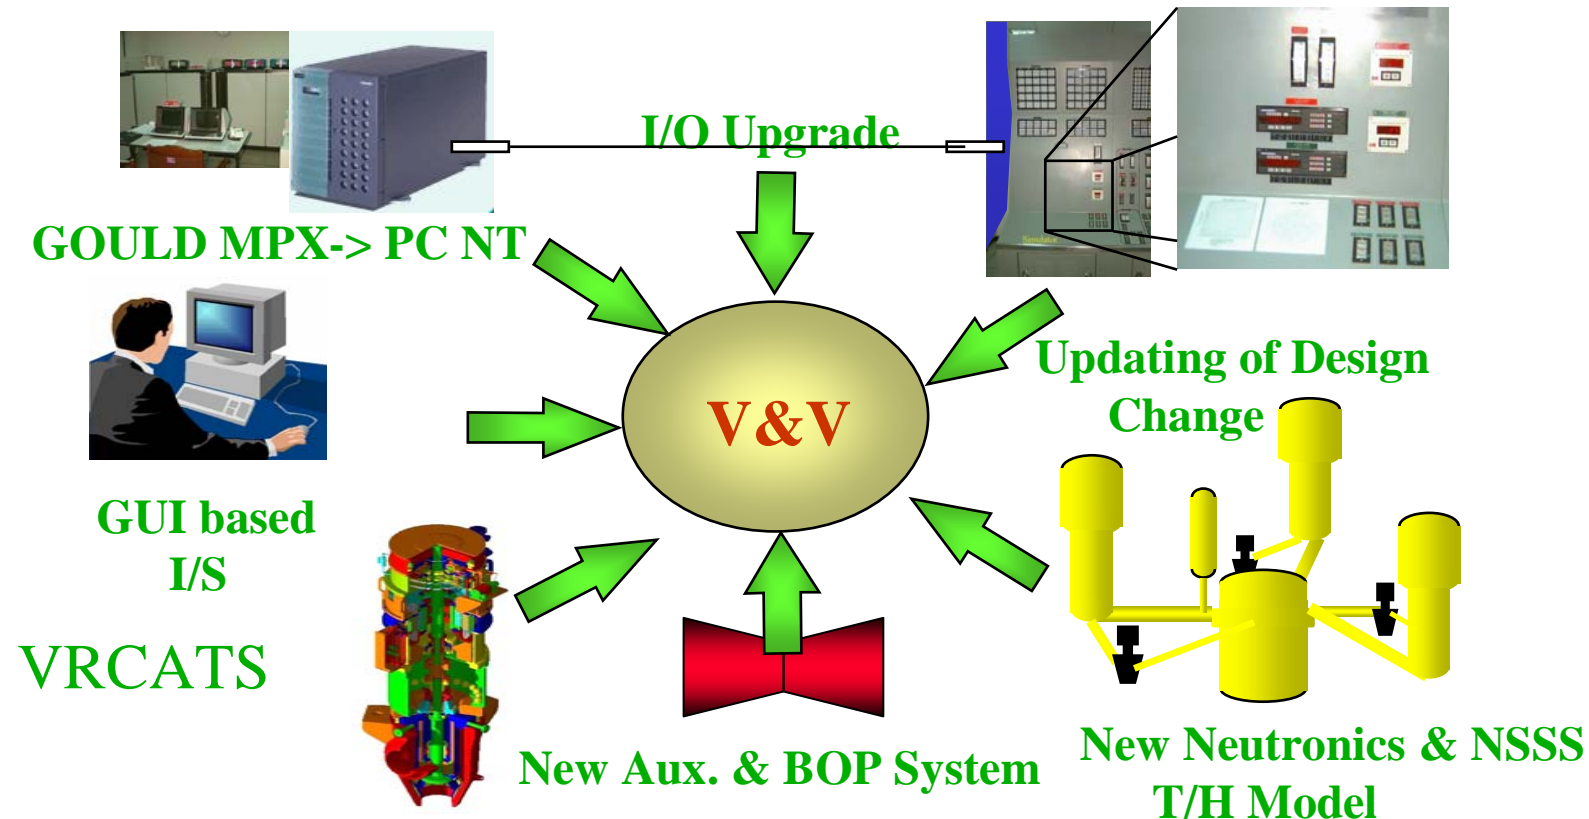 I/O Upgrade
GOULD MPX-> PC NT
Updating of Design
Change
V&V
GUI based
I/S
VRCATS
New Aux. & BOP System
New Neutronics & NSSS
T/H Model